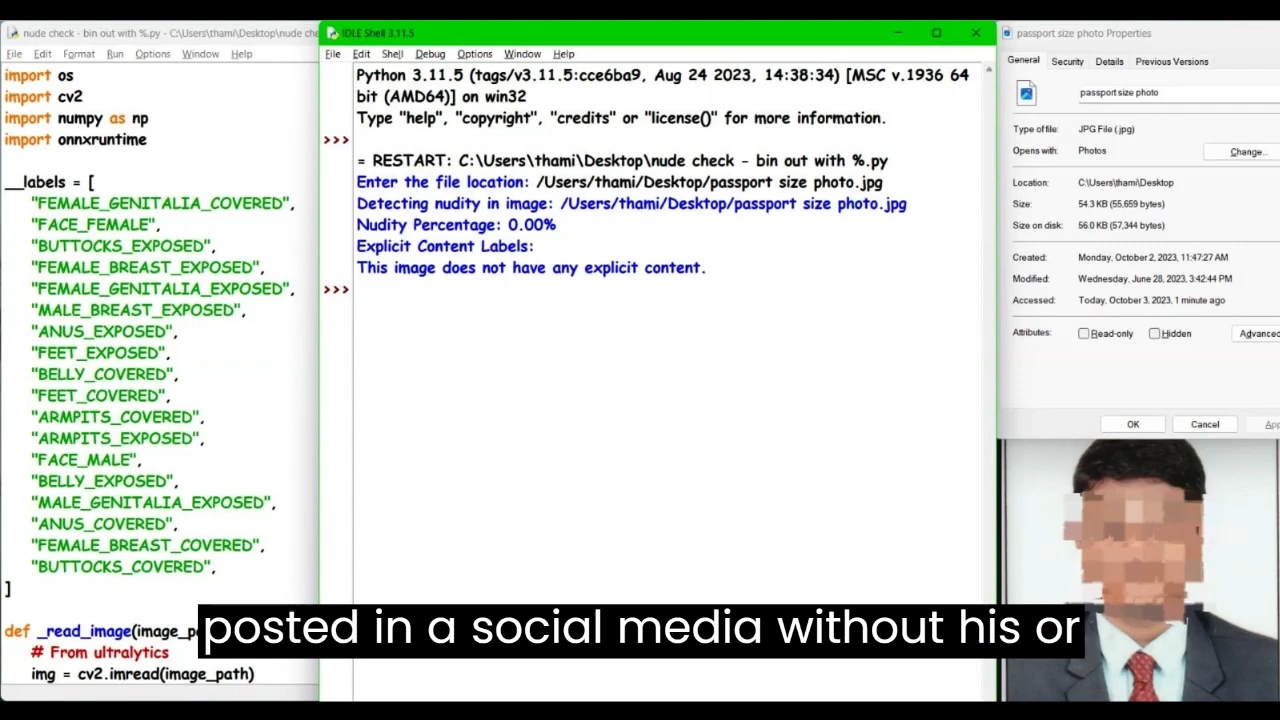 nude check - bin out with %.py - C:\Users\thami\Desktop\nude che
File Edit Format Run Options Window Help
import os
import cv2
import numpy as np
import onnxruntime
__labels = [
"FEMALE_GENITALIA_COVERED",
"FACE_FEMALE",
"BUTTOCKS_EXPOSED",
"FEMALE_BREAST_EXPOSED",
"FEMALE_GENITALIA_EXPOSED",
"MALE_BREAST_EXPOSED",
"ANUS_EXPOSED",
"FEET_EXPOSED",
"BELLY_COVERED",
"FEET_COVERED",
"ARMPITS_COVERED",
"ARMPITS_EXPOSED",
"FACE_MALE",
"BELLY_EXPOSED",
"MALE_GENITALIA_EXPOSED",
"ANUS_COVERED",
"FEMALE_BREAST_COVERED",
"BUTTOCKS_COVERED",
]
def _read_image(image_p
# From ultralytics
img = cv2.imread(image_path)
IDLE Shell 3.11.5
File Edit Shell Debug Options Window Help
Python 3.11.5 (tags/v3.11.5:cce6ba9, Aug 24 2023, 14:38:34) [MSC v.1936 64
bit (AMD64)] on win32
Type "help", "copyright", "credits" or "license()" for more information.
>>>
= RESTART: C:\Users\thami\Desktop\nude check - bin out with %.py
Enter the file location: /Users/thami/Desktop/passport size photo.jpg
Detecting nudity in image: /Users/thami/Desktop/passport size photo.jpg
Nudity Percentage: 0.00%
Explicit Content Labels:
This image does not have any explicit content.
>>>
passport size photo Properties
General Security Details Previous Versions
passport size photo
Type of file: JPG File (.jpg)
Opens with: Photos Change...
Location: C:\Users\thami\Desktop
Size: 54.3 KB (55,659 bytes)
Size on disk: 56.0 KB (57,344 bytes)
Created: Monday, October 2, 2023, 11:47:27 AM
Modified: Wednesday, June 28, 2023, 3:42:44 PM
Accessed: Today, October 3, 2023, 1 minute ago
Attributes: Read-only Hidden Advanced
OK Cancel App
posted in a social media without his or